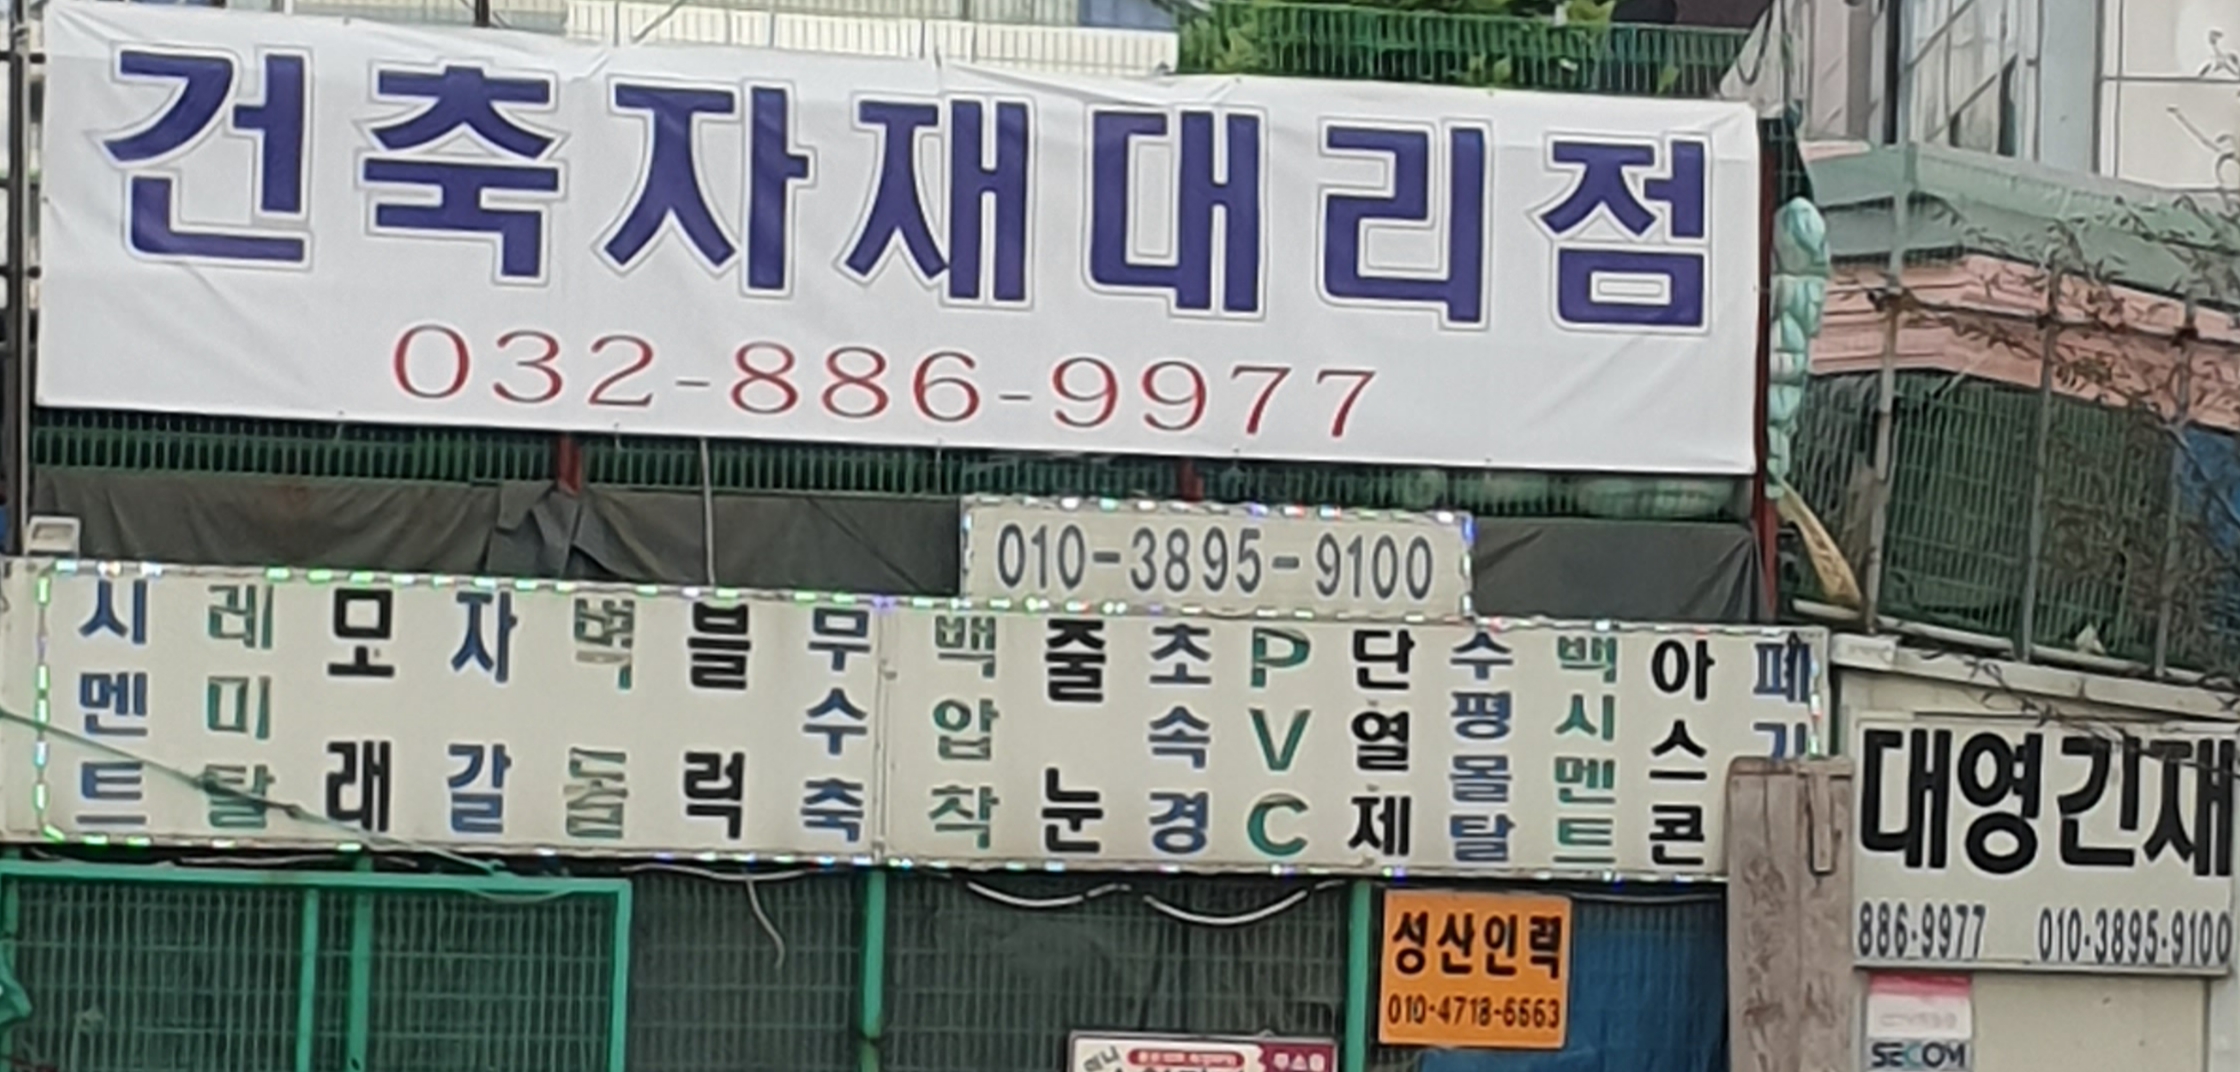 건축자재대리점
032-886-9977
010-3895-9100
시멘트
레미탈
모래
자갈
벽돌
블럭
무수축
백압착
줄눈
초속경
PVC
단열제
수평몰탈
백시멘트
아스콘
폐기
대영건재
886-9977 010-3895-9100
성산인력
010-4718-6663
SECOM